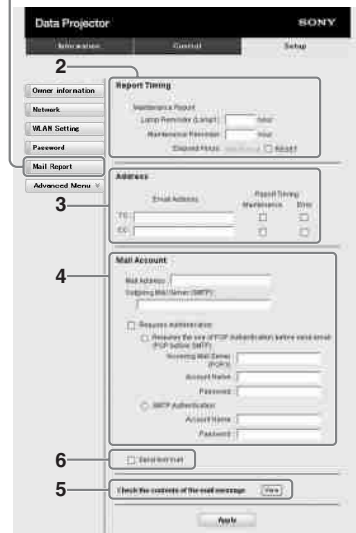 Data Projector
SONY
Information
Control
Setup
2
Owner information
Network
WLAN Setting
Password
Mail Report
Advanced Menu
Report Timing
Maintenance Report
Lamp Reminder (Lamp1)
hour
Maintenance Reminder
hour
Elapsed Hours
Reset
3
Address
Email Address
Report Timing
Maintenance
Error
TO:
CC:
4
Mail Account
Mail Address:
Outgoing Mail Server (SMTP):
Requires Authentication
Requires the use of POP Authentication before send email
(POP before SMTP)
Incoming Mail Server
(POP3)
Account Name:
Password:
SMTP Authentication
Account Name:
Password:
6
Send test mail
5
Check the contents of the mail message
View
Apply